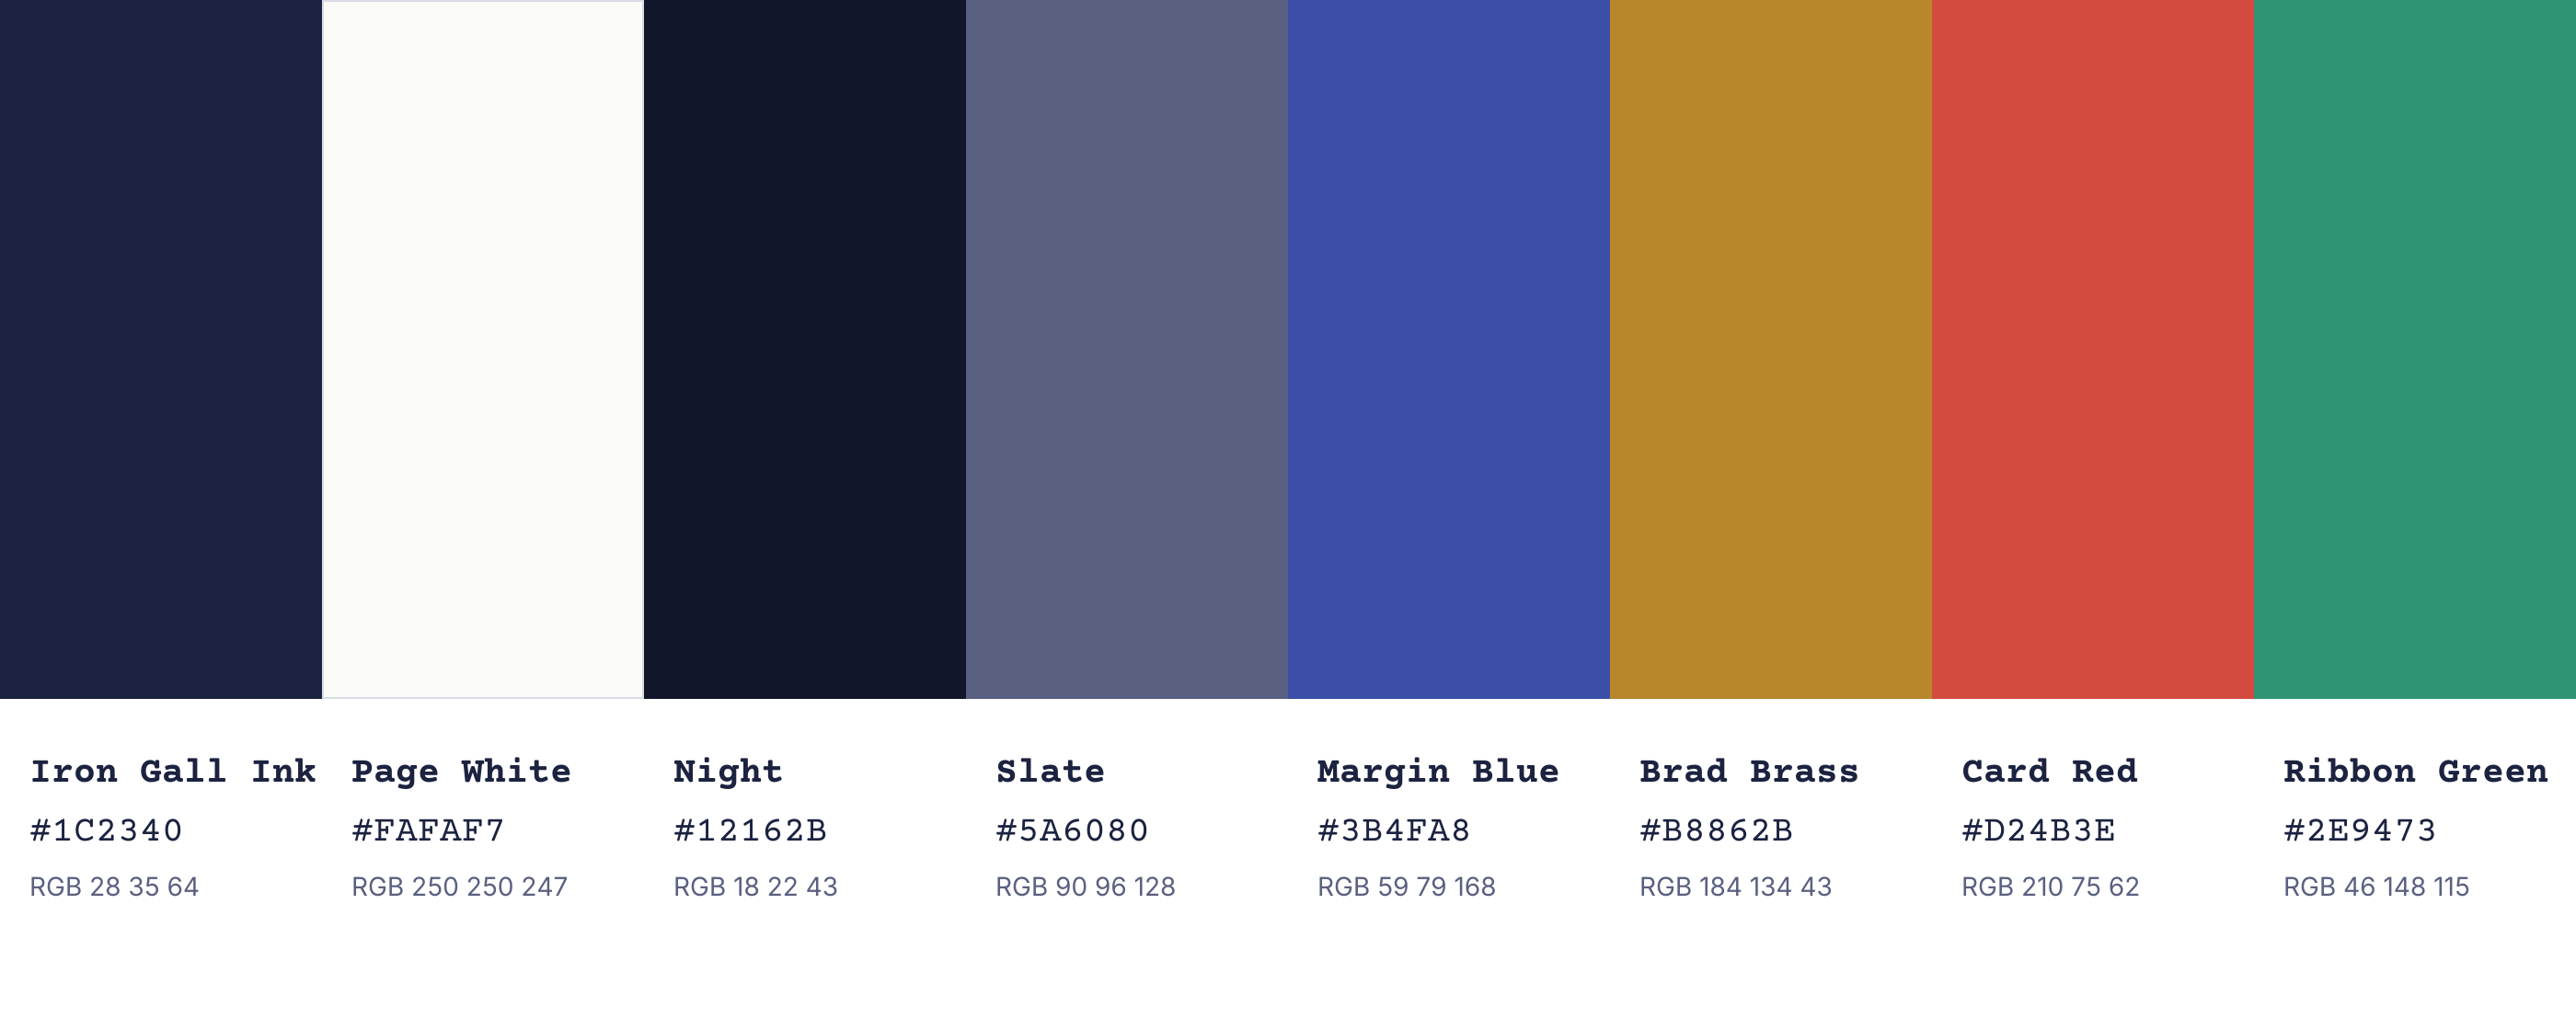 Iron Gall Ink
#1C2340
RGB 28 35 64
Page White
#FAFAF7
RGB 250 250 247
Night
#12162B
RGB 18 22 43
Slate
#5A6080
RGB 90 96 128
Margin Blue
#3B4FA8
RGB 59 79 168
Brad Brass
#B8862B
RGB 184 134 43
Card Red
#D24B3E
RGB 210 75 62
Ribbon Green
#2E9473
RGB 46 148 115